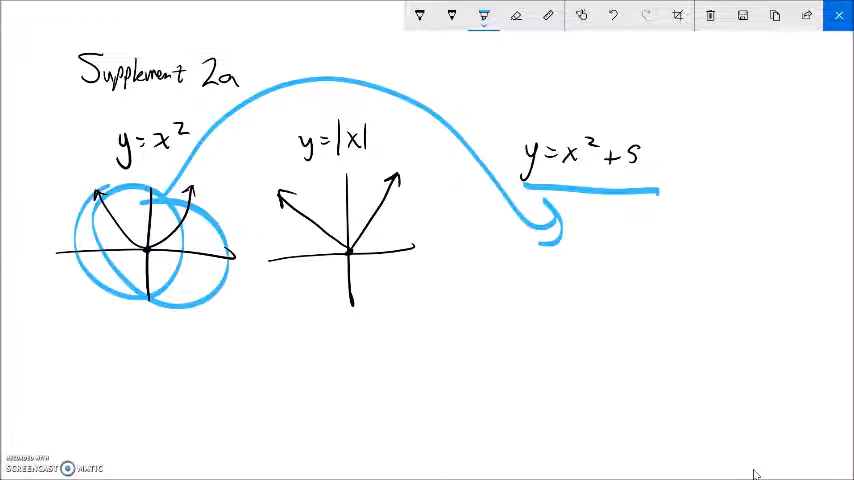 Supplement 2a
y = x²
y = |x|
y = x² + 5
RECORDED WITH
SCREENCAST MATIC